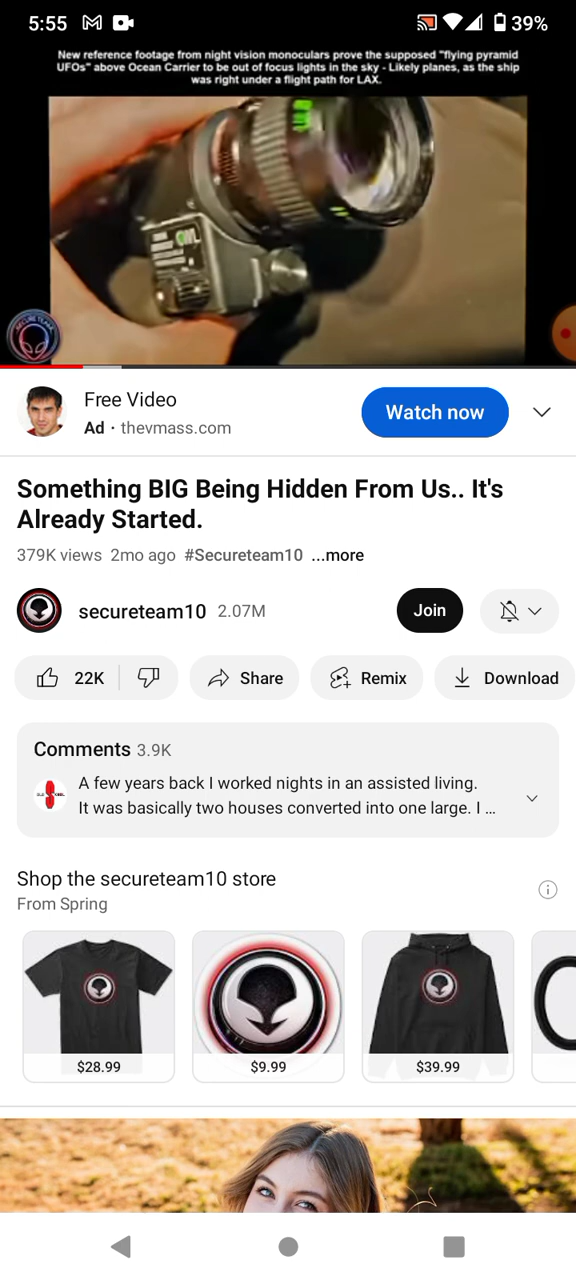 5:55
39%
New reference footage from night vision monoculars prove the supposed "flying pyramid
UFOs" above Ocean Carrier to be out of focus lights in the sky - Likely planes, as the ship
was right under a flight path for LAX.
SECURE TEAM
Free Video
Ad · thevmass.com
Watch now
Something BIG Being Hidden From Us.. It's
Already Started.
379K views 2mo ago #Secureteam10 ...more
secureteam10 2.07M
Join
22K
Share
Remix
Download
Comments 3.9K
A few years back I worked nights in an assisted living.
It was basically two houses converted into one large. I ...
Shop the secureteam10 store
From Spring
$28.99
$9.99
$39.99